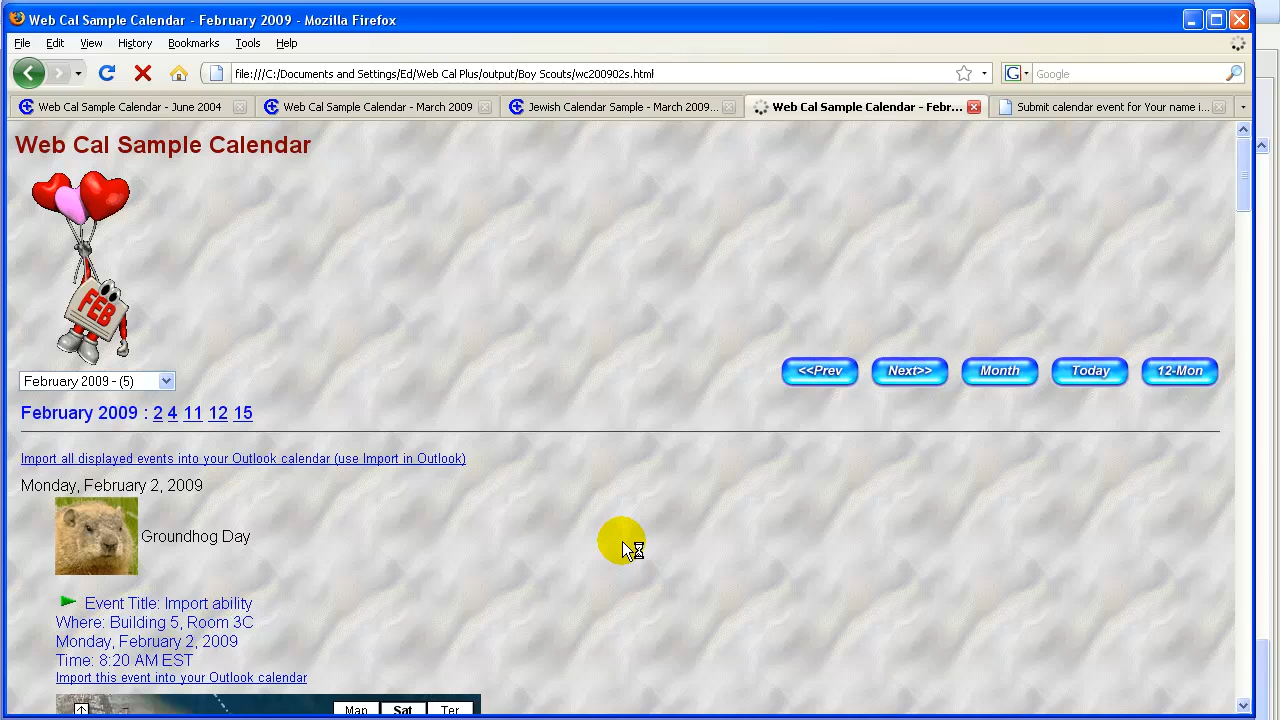 Web Cal Sample Calendar - February 2009 - Mozilla Firefox
File Edit View History Bookmarks Tools Help
file:///C:/Documents and Settings/Ed/Web Cal Plus/output/Boy Scouts/wc200902s.html
G Google
Web Cal Sample Calendar - June 2004
Web Cal Sample Calendar - March 2009
Jewish Calendar Sample - March 2009...
Web Cal Sample Calendar - Febr...
Submit calendar event for Your nam...
Web Cal Sample Calendar
FEB
February 2009 - (5)
<<Prev Next>> Month Today 12-Mon
February 2009 : 2 4 11 12 15
Import all displayed events into your Outlook calendar (use Import in Outlook)
Monday, February 2, 2009
Groundhog Day
Event Title: Import ability
Where: Building 5, Room 3C
Monday, February 2, 2009
Time: 8:20 AM EST
Import this event into your Outlook calendar
Map Sat Ter